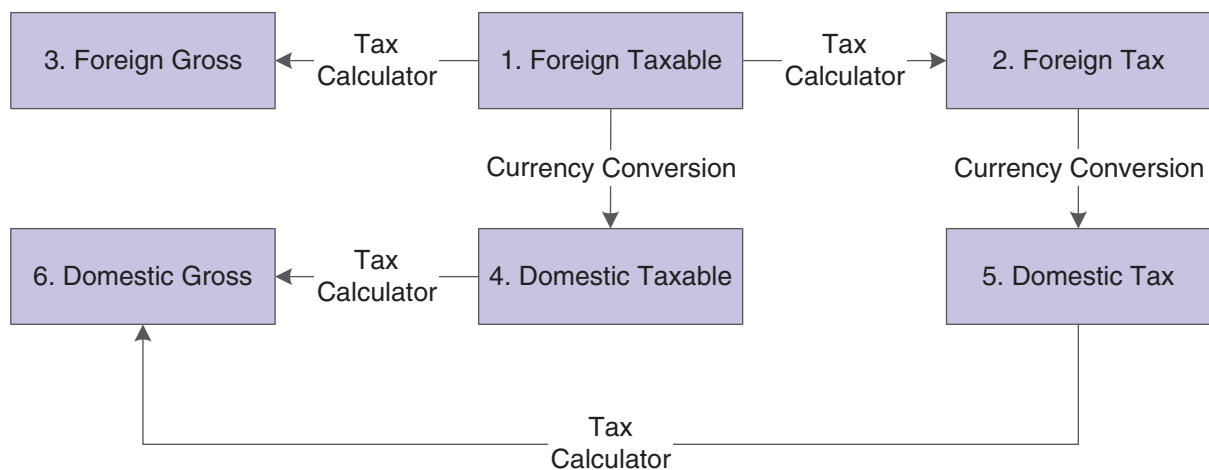 3. Foreign Gross
Tax
Calculator
1. Foreign Taxable
Tax
Calculator
2. Foreign Tax
Currency Conversion
Currency Conversion
6. Domestic Gross
Tax
Calculator
4. Domestic Taxable
5. Domestic Tax
Tax
Calculator